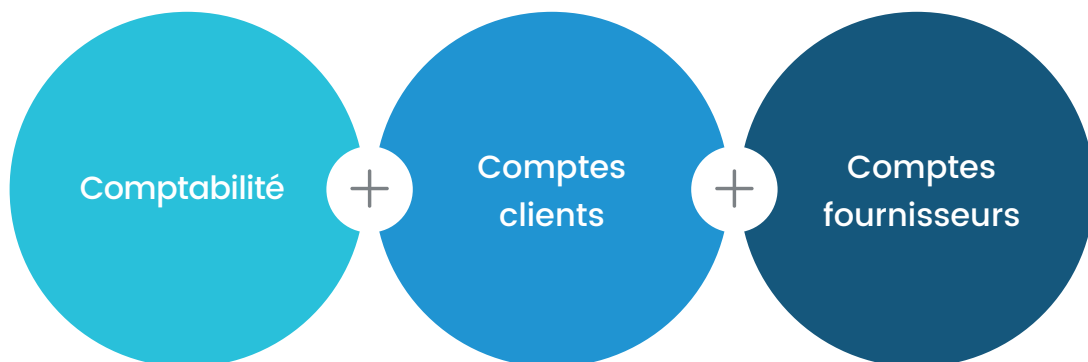 Comptabilité
+
Comptes
clients
+
Comptes
fournisseurs